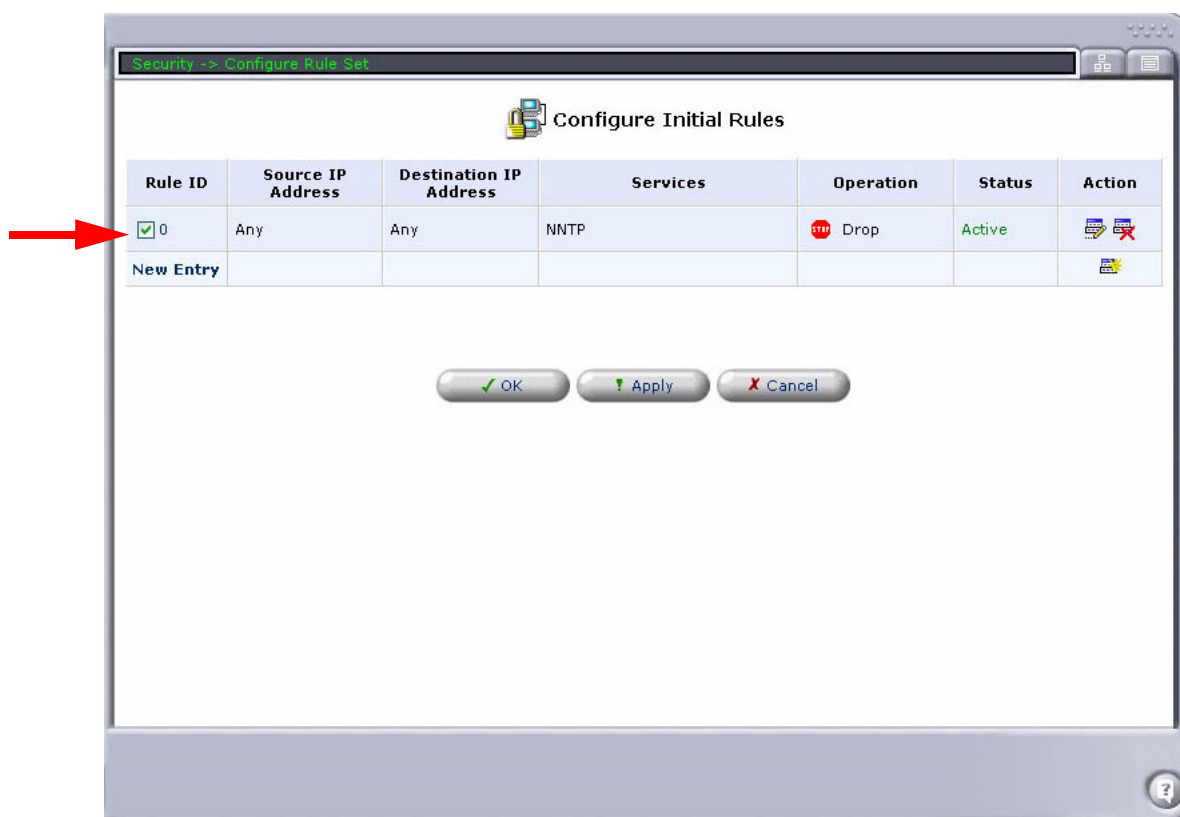 Security -> Configure Rule Set
Configure Initial Rules
Rule ID
Source IP Address
Destination IP Address
Services
Operation
Status
Action
0
Any
Any
NNTP
STOP
Drop
Active
New Entry
OK
Apply
Cancel
?